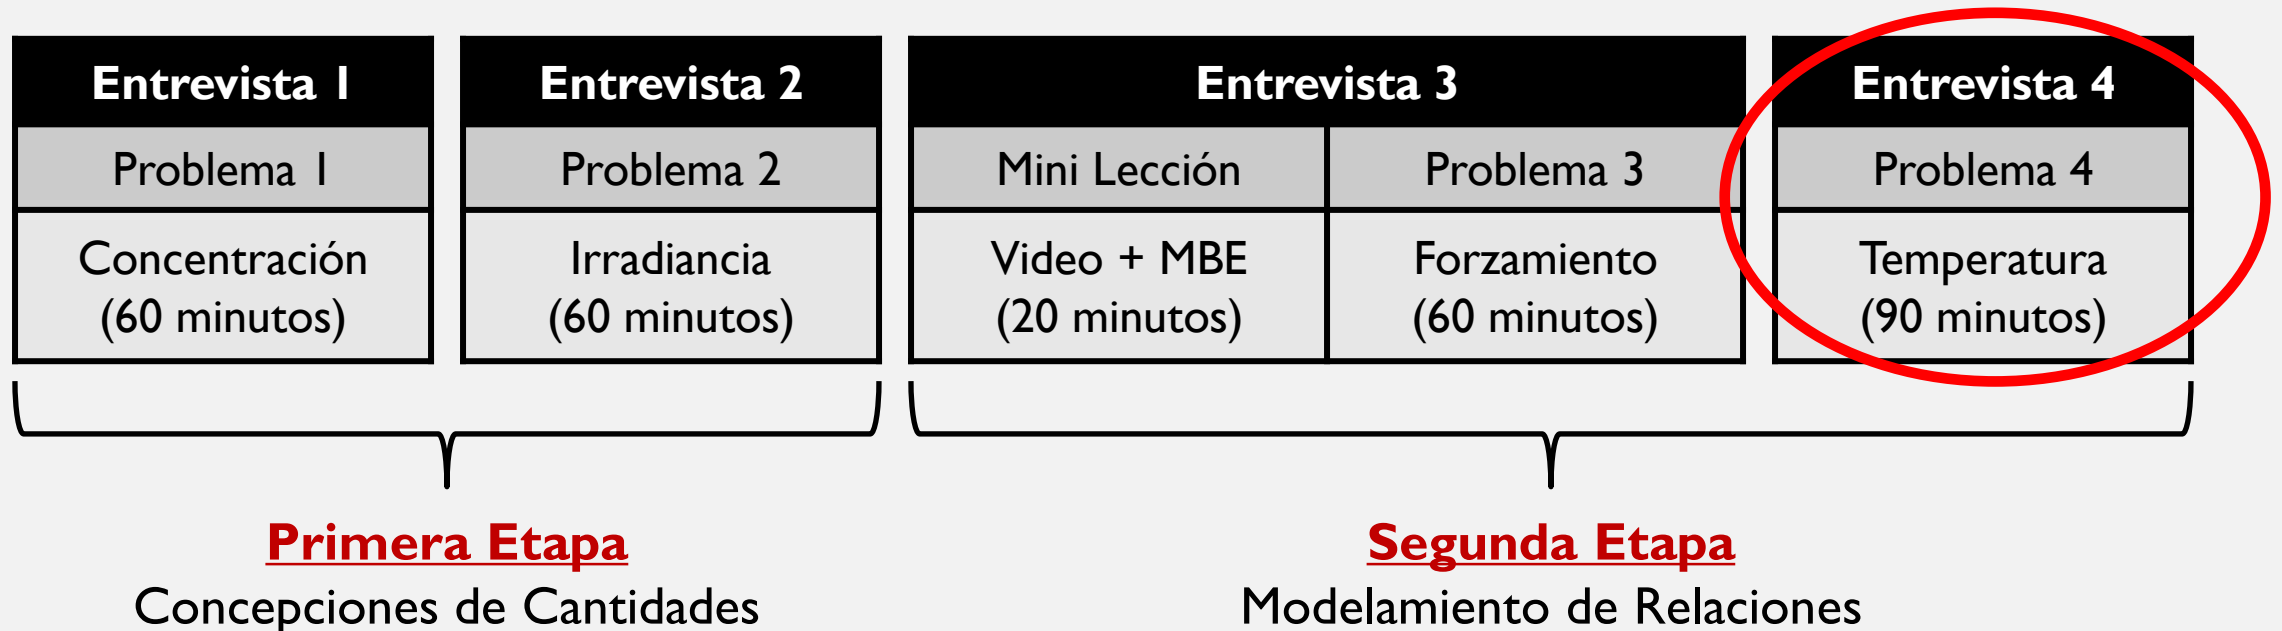 Entrevista 1
Entrevista 2
Entrevista 3
Entrevista 4
Problema 1
Problema 2
Mini Lección
Problema 3
Problema 4
Concentración
(60 minutos)
Irradiancia
(60 minutos)
Video + MBE
(20 minutos)
Forzamiento
(60 minutos)
Temperatura
(90 minutos)
Primera Etapa
Concepciones de Cantidades
Segunda Etapa
Modelamiento de Relaciones